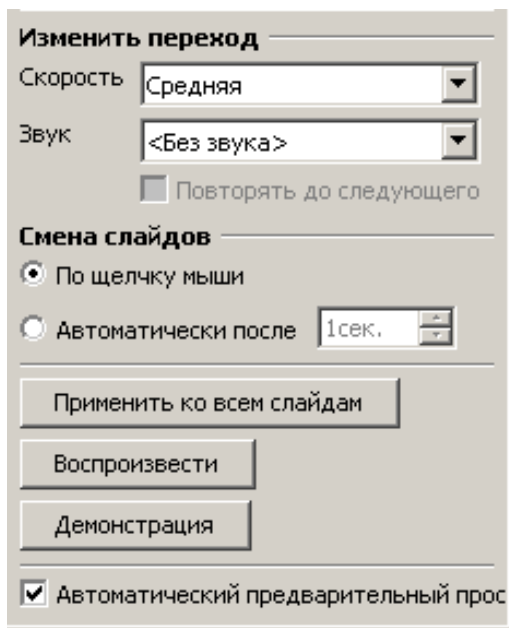 Изменить переход
Скорость Средняя
Звук <Без звука>
Повторять до следующего
Смена слайдов
По щелчку мыши
Автоматически после 1сек.
Применить ко всем слайдам
Воспроизвести
Демонстрация
Автоматический предварительный прос